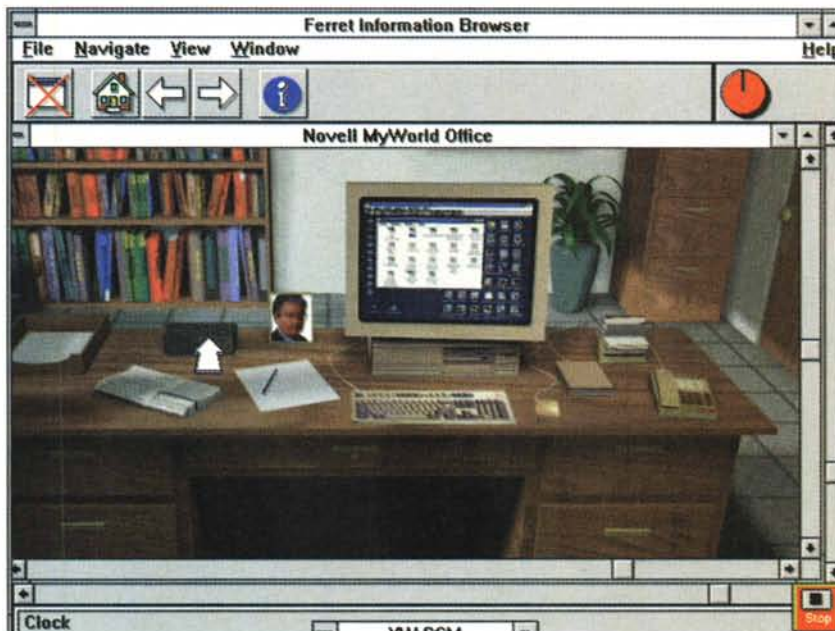 Ferret Information Browser
File Navigate View Window Help
Novell MyWorld Office
Stop
Clock